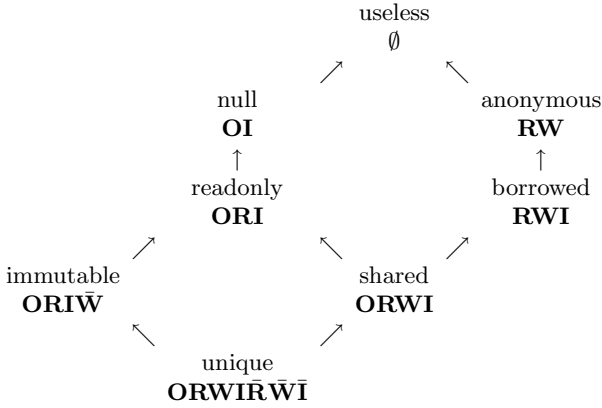 useless
∅
null
OI
anonymous
RW
readonly
ORI
borrowed
RWI
immutable
ORIW̄
shared
ORWI
unique
ORWIR̄W̄Ī